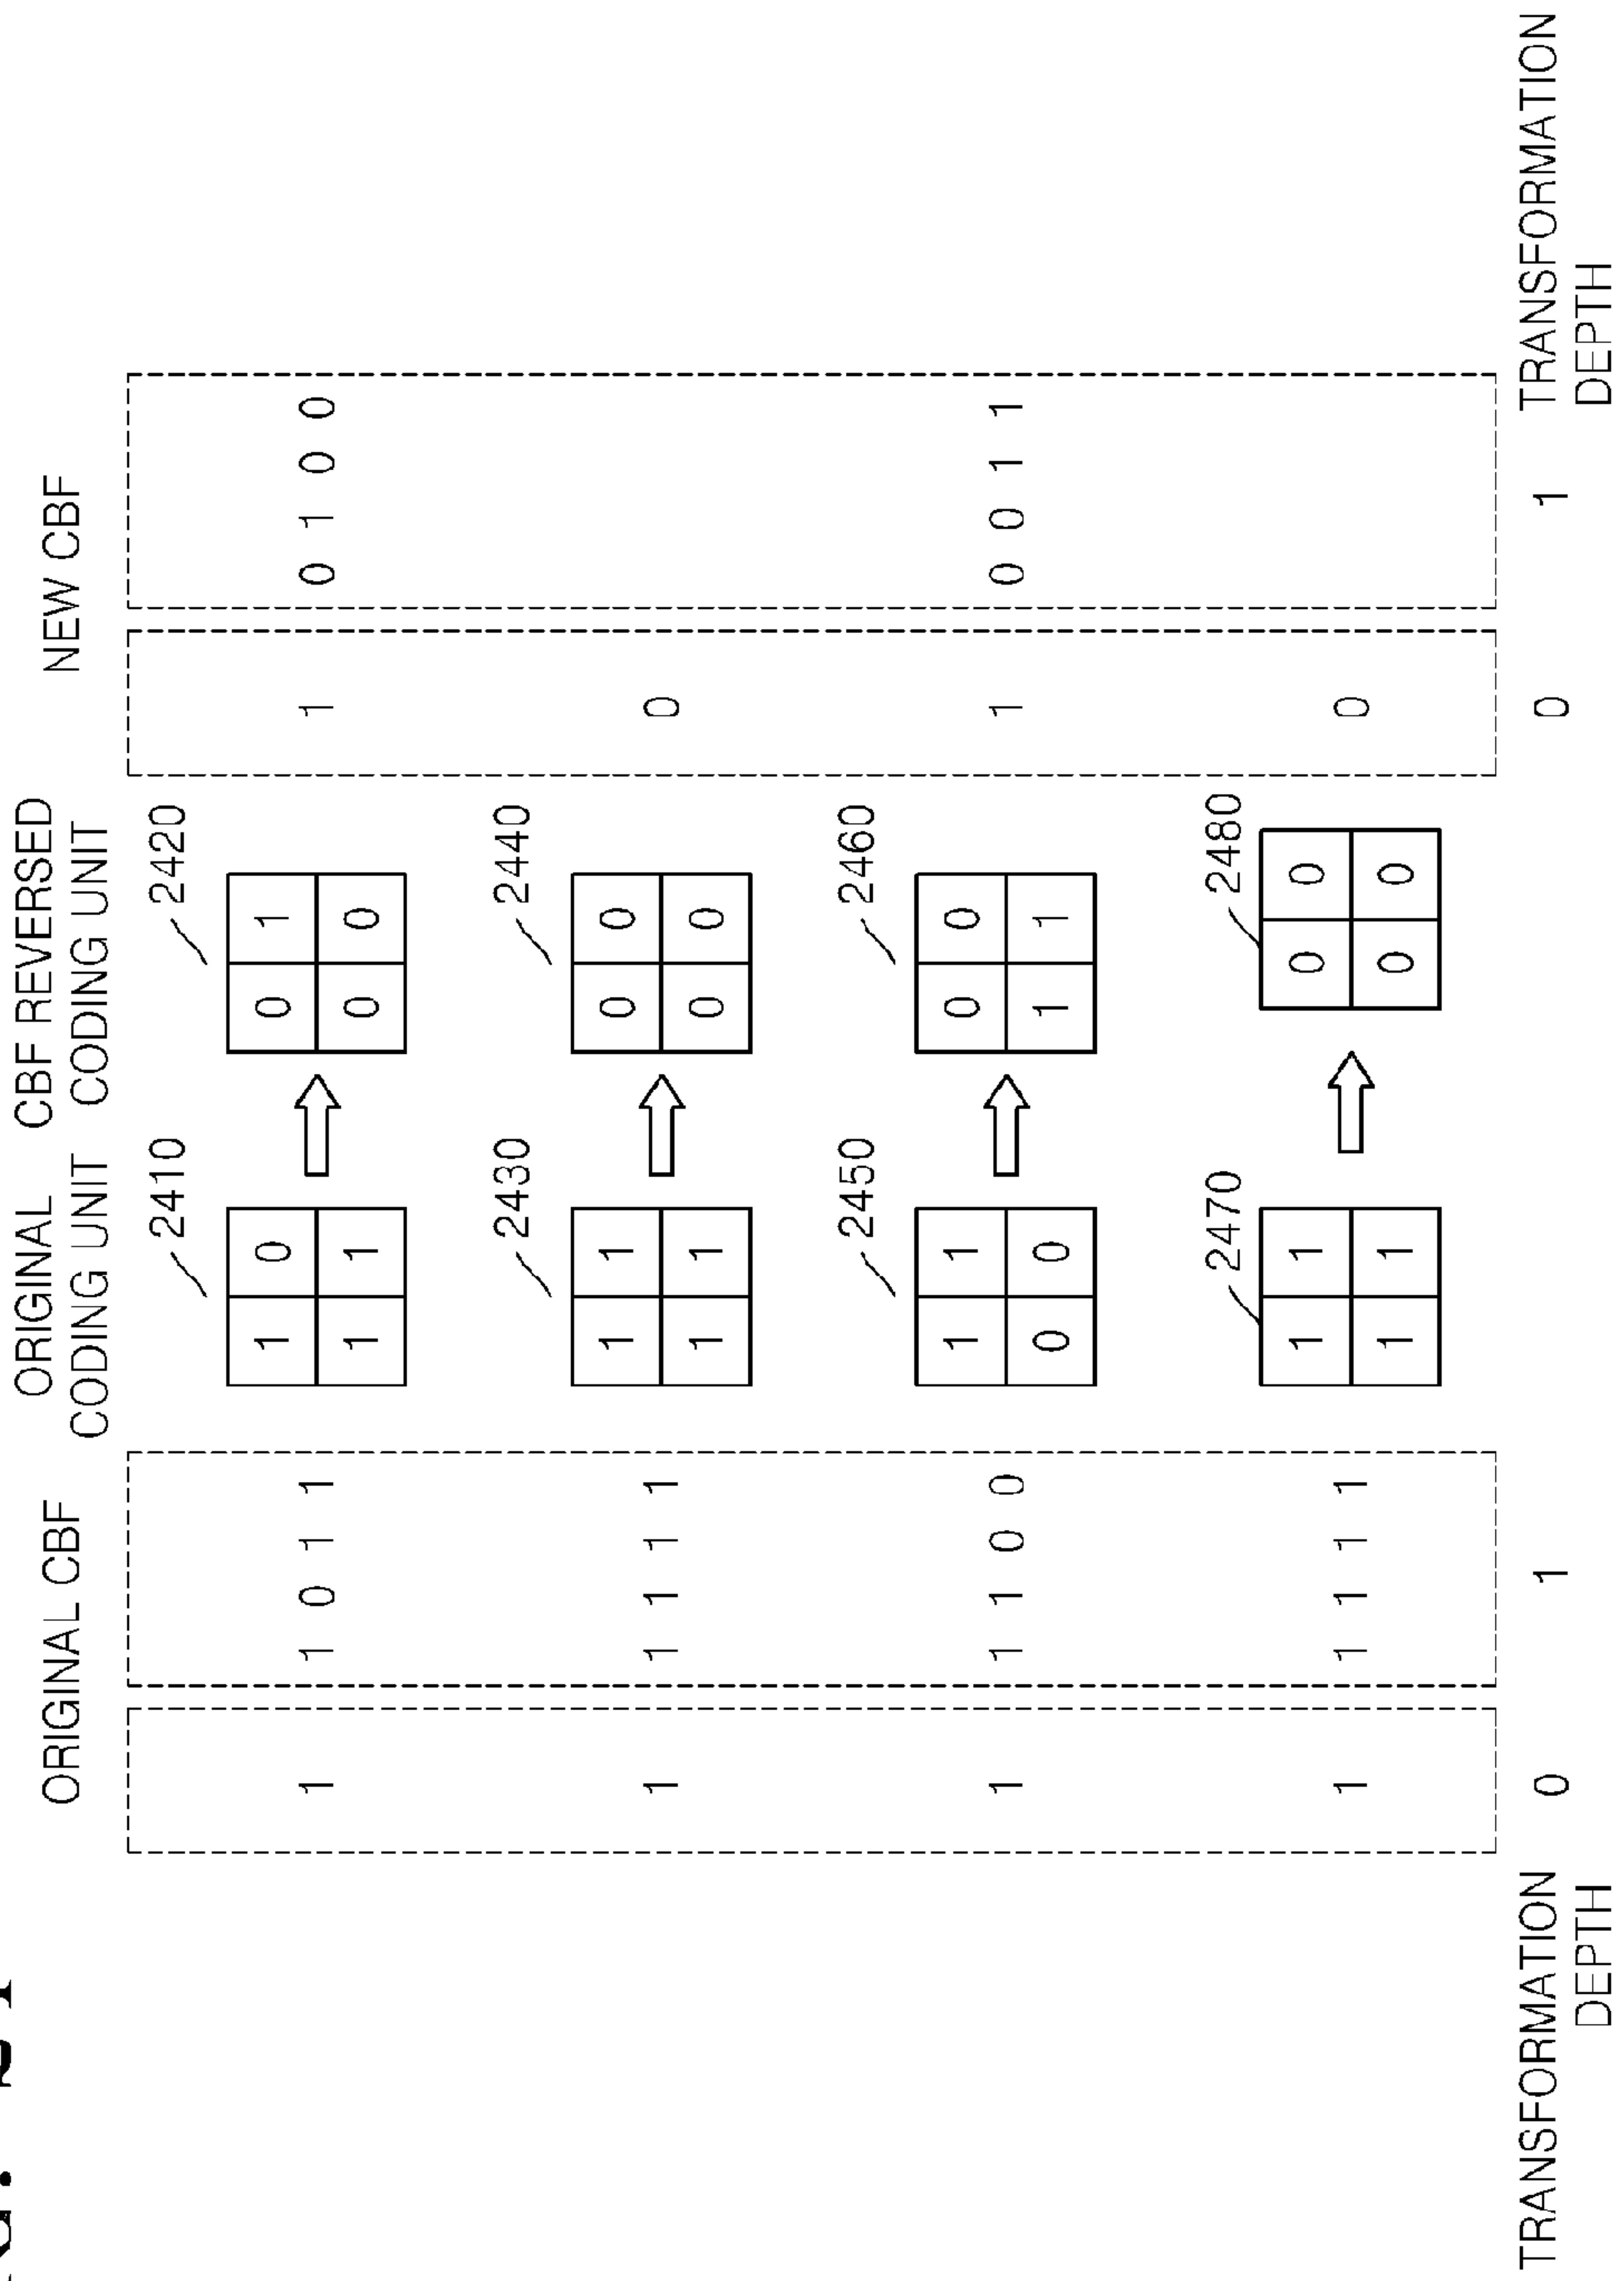 ORIGINAL CBF
ORIGINAL
CODING UNIT
CBF REVERSED
CODING UNIT
NEW CBF
1
1 0 1 1
2410
1 0
1 1
2420
0 1
0 0
1
0 1 0 0
1
1 1 1 1
2430
1 1
1 1
2440
0 0
0 0
0
1
1 1 0 0
2450
1 1
0 0
2460
0 0
1 1
1
0 0 1 1
1
1 1 1 1
2470
1 1
1 1
2480
0 0
0 0
0
TRANSFORMATION
DEPTH
0
1
0
1
TRANSFORMATION
DEPTH